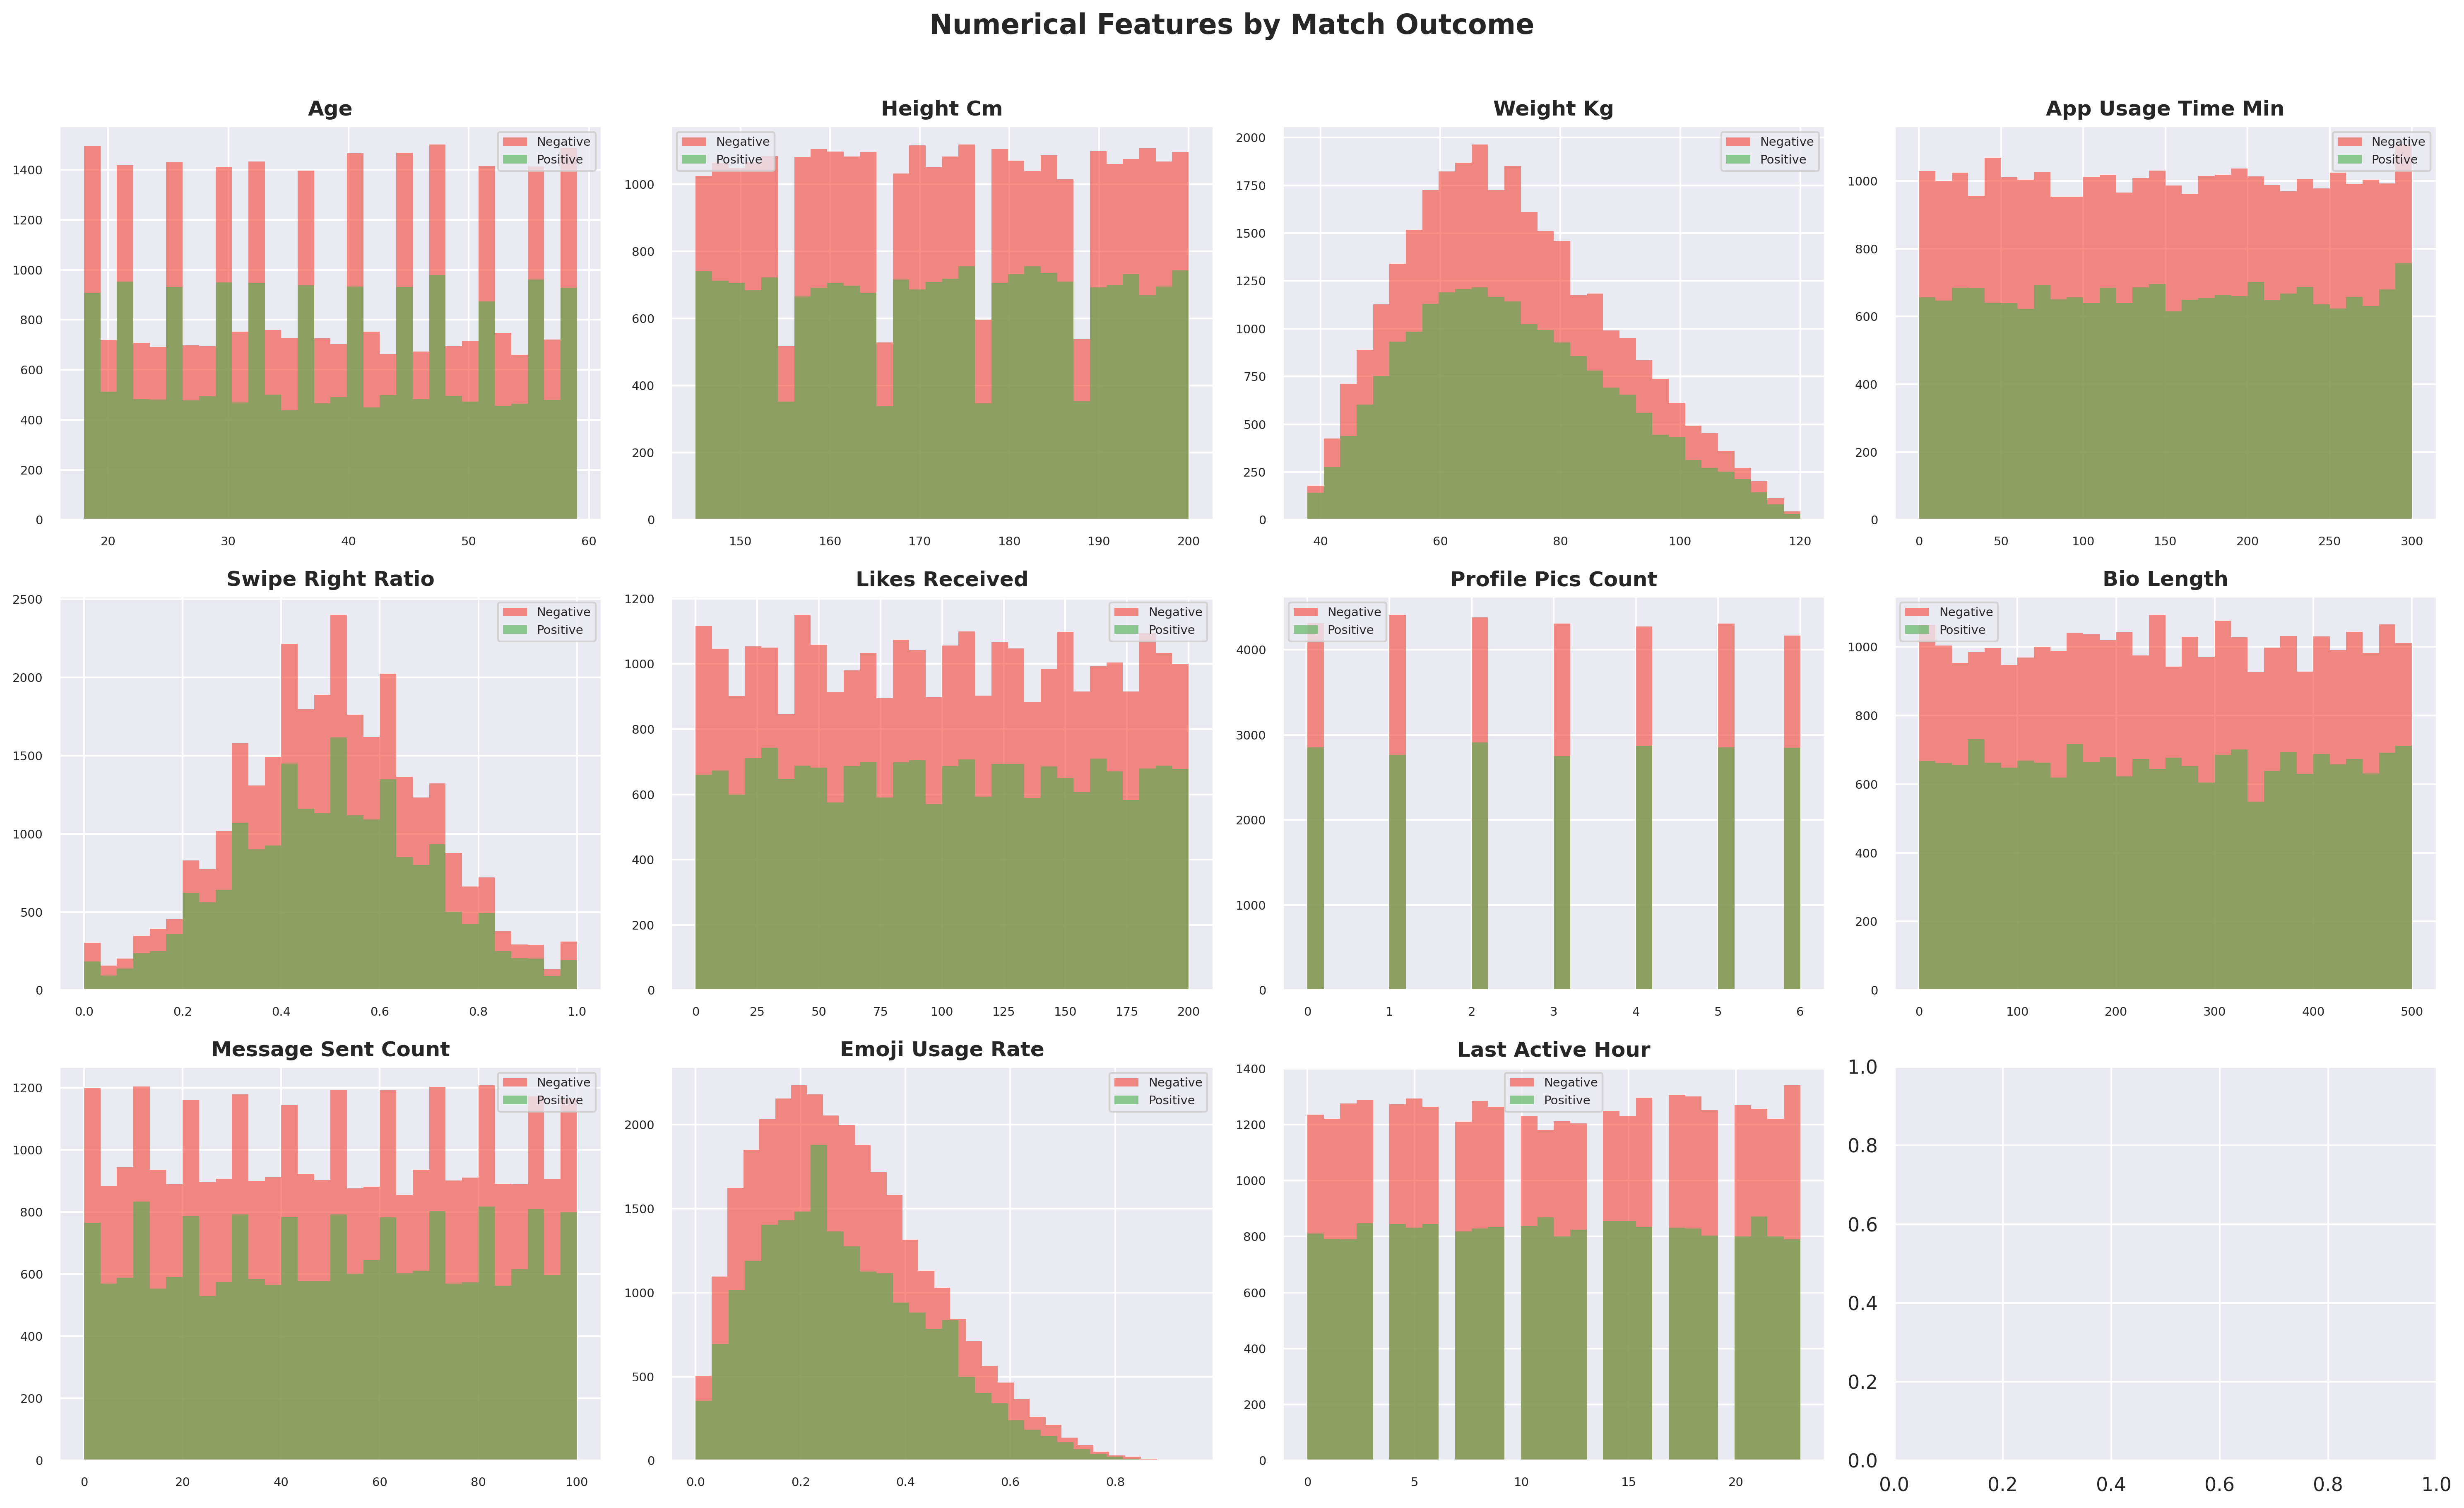 Numerical Features by Match Outcome
Age
Negative
Positive
1400
1200
1000
800
600
400
200
0
20 30 40 50 60
Height Cm
Negative
Positive
1000
800
600
400
200
0
150 160 170 180 190 200
Weight Kg
Negative
Positive
2000
1750
1500
1250
1000
750
500
250
0
40 60 80 100 120
App Usage Time Min
Negative
Positive
1000
800
600
400
200
0
0 50 100 150 200 250 300
Swipe Right Ratio
Negative
Positive
2500
2000
1500
1000
500
0
0.0 0.2 0.4 0.6 0.8 1.0
Likes Received
Negative
Positive
1200
1000
800
600
400
200
0
0 25 50 75 100 125 150 175 200
Profile Pics Count
Negative
Positive
4000
3000
2000
1000
0
0 1 2 3 4 5 6
Bio Length
Negative
Positive
1000
800
600
400
200
0
0 100 200 300 400 500
Message Sent Count
Negative
Positive
1200
1000
800
600
400
200
0
0 20 40 60 80 100
Emoji Usage Rate
Negative
Positive
2000
1500
1000
500
0
0.0 0.2 0.4 0.6 0.8
Last Active Hour
Negative
Positive
1400
1200
1000
800
600
400
200
0
0 5 10 15 20
1.0
0.8
0.6
0.4
0.2
0.0
0.0 0.2 0.4 0.6 0.8 1.0